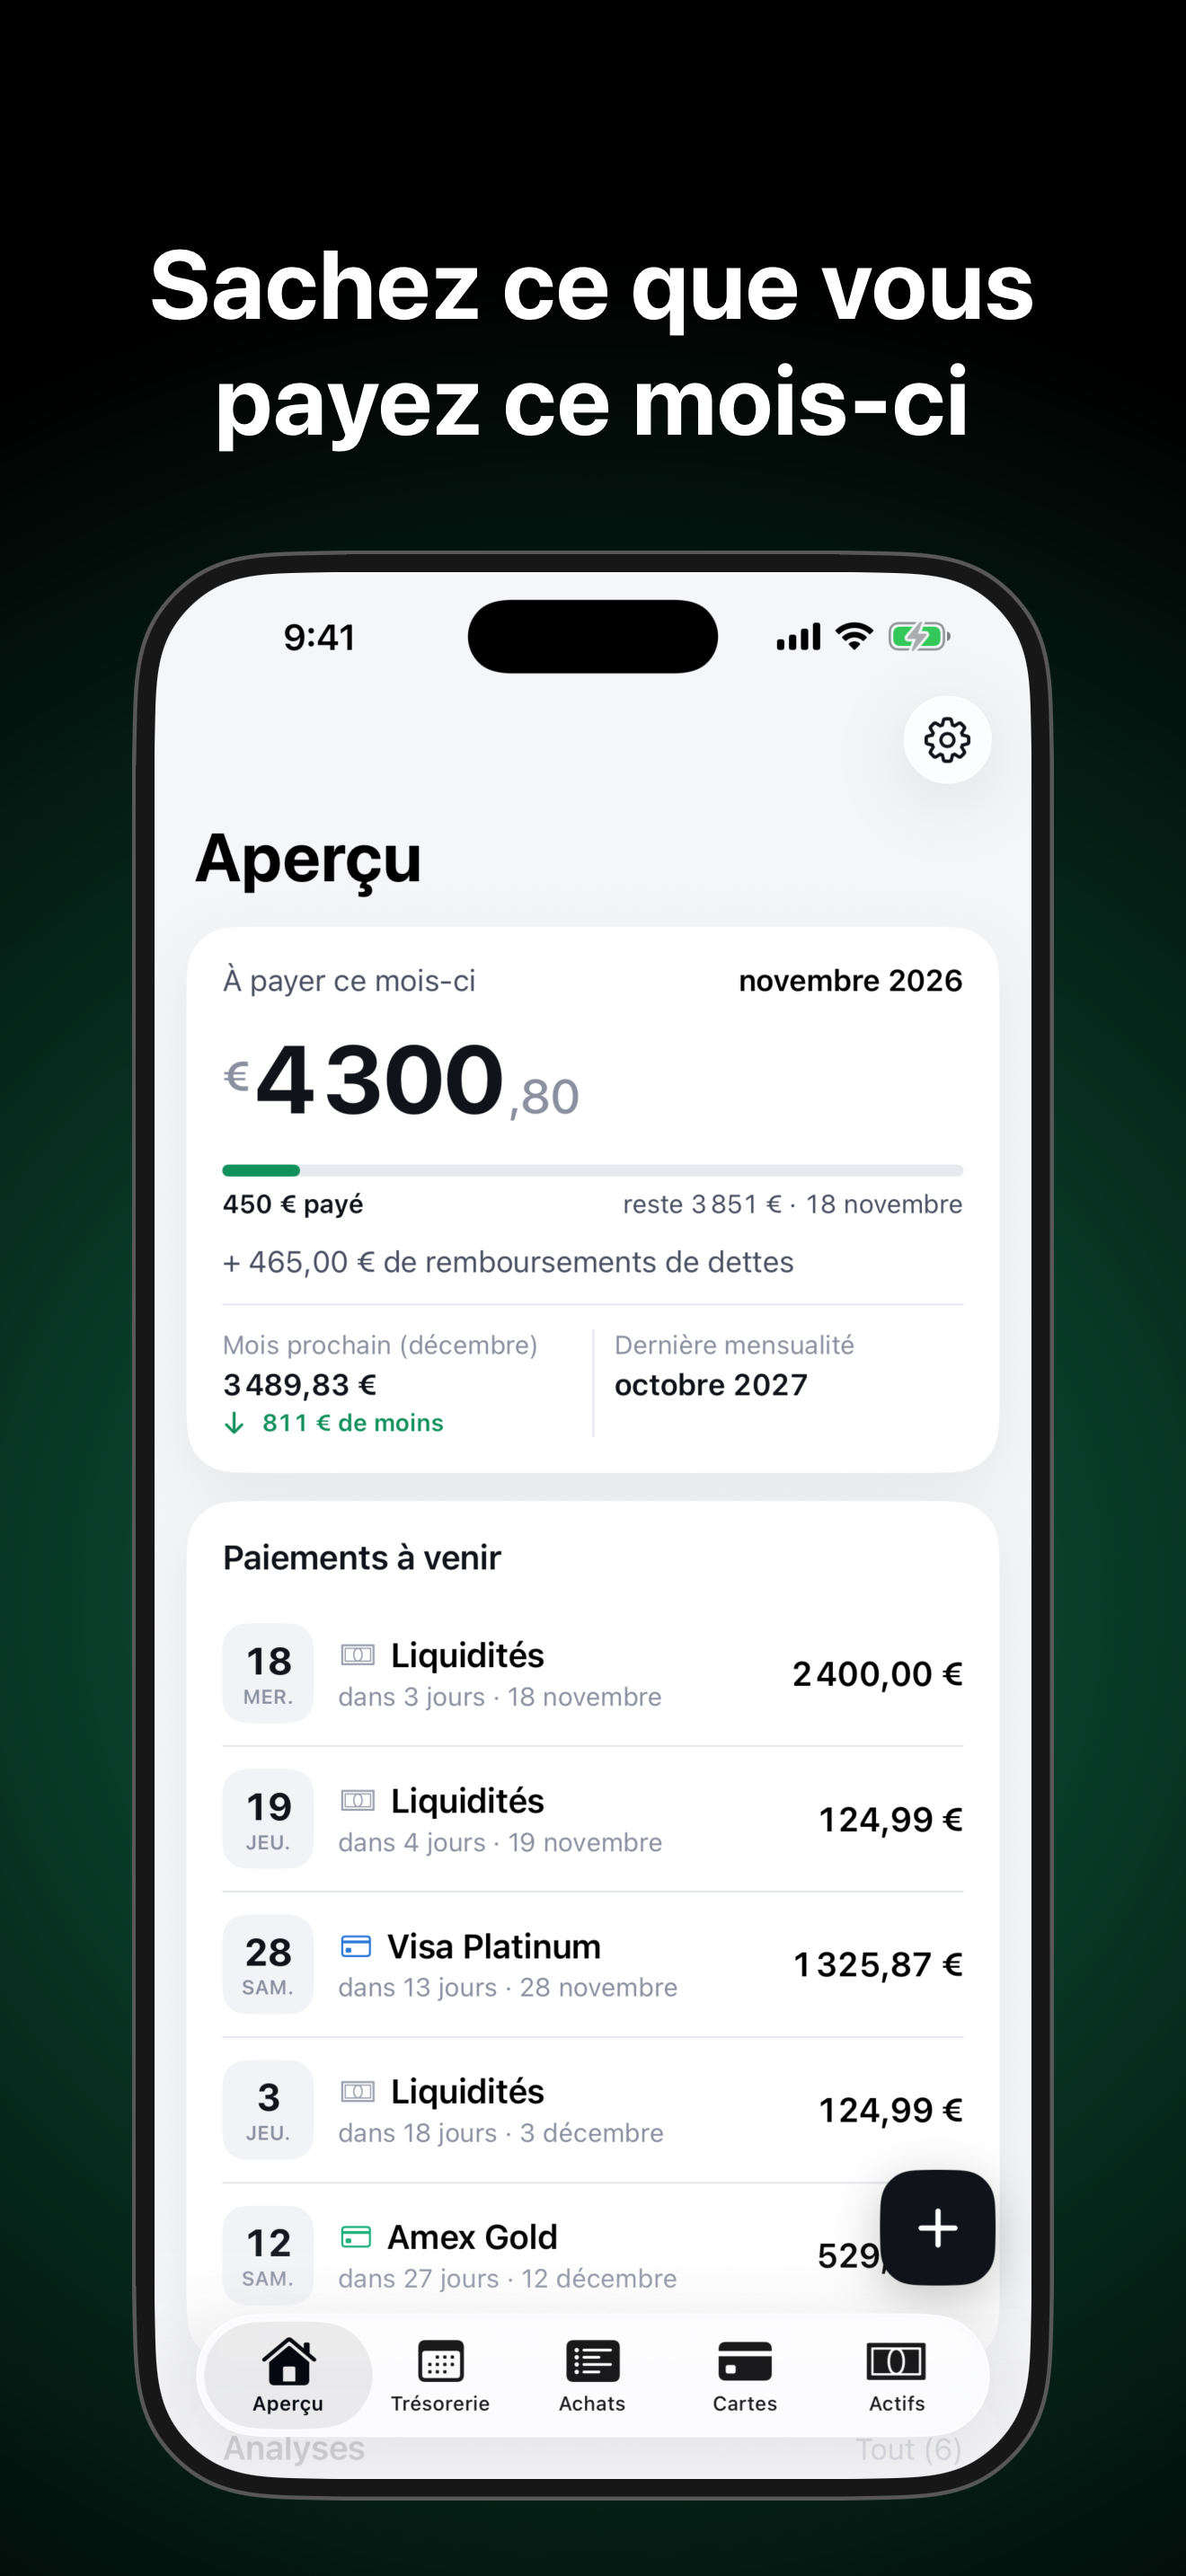 Sachez ce que vous
payez ce mois-ci
9:41
Aperçu
À payer ce mois-ci novembre 2026
€4 300,80
450 € payé reste 3 851 € · 18 novembre
+ 465,00 € de remboursements de dettes
Mois prochain (décembre) Dernière mensualité
3 489,83 € octobre 2027
↓ 811 € de moins
Paiements à venir
18 Liquidités 2 400,00 €
MER. dans 3 jours · 18 novembre
19 Liquidités 124,99 €
JEU. dans 4 jours · 19 novembre
28 Visa Platinum 1 325,87 €
SAM. dans 13 jours · 28 novembre
3 Liquidités 124,99 €
JEU. dans 18 jours · 3 décembre
12 Amex Gold 529,
SAM. dans 27 jours · 12 décembre
Aperçu Trésorerie Achats Cartes Actifs
Analyses Tout (6)